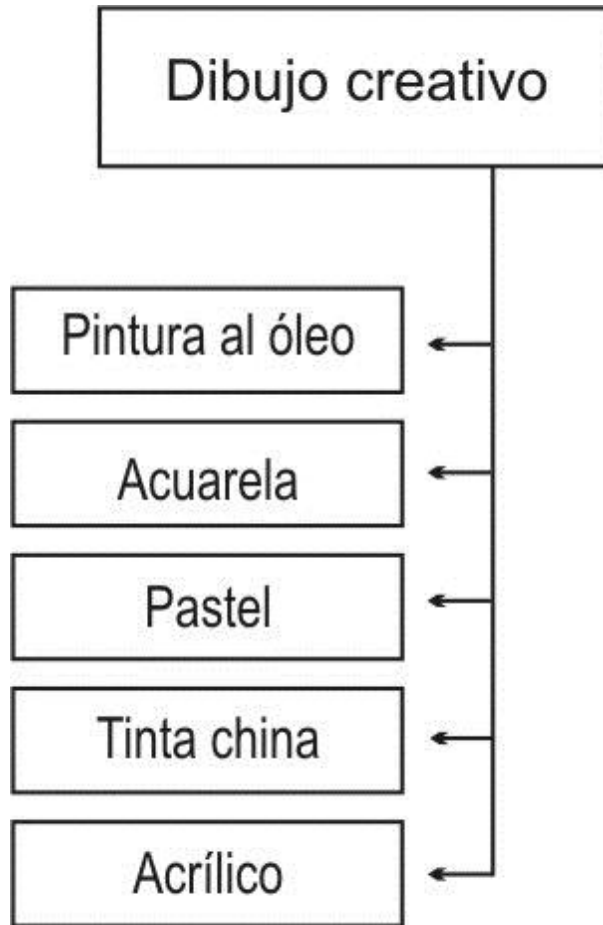 Dibujo creativo
Pintura al óleo
Acuarela
Pastel
Tinta china
Acrílico